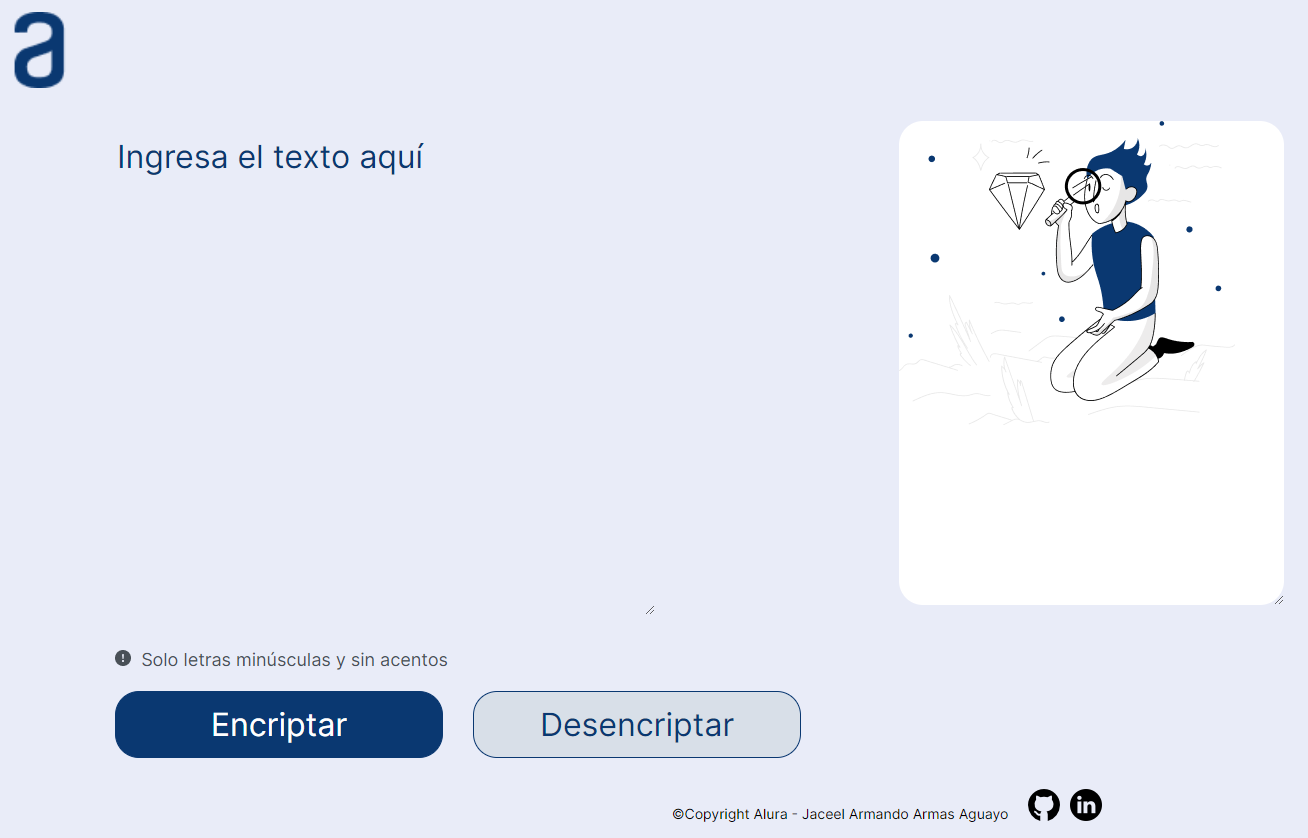 a
Ingresa el texto aquí
Solo letras minúsculas y sin acentos
Encriptar
Desencriptar
©Copyright Alura - Jaceel Armando Armas Aguayo
in